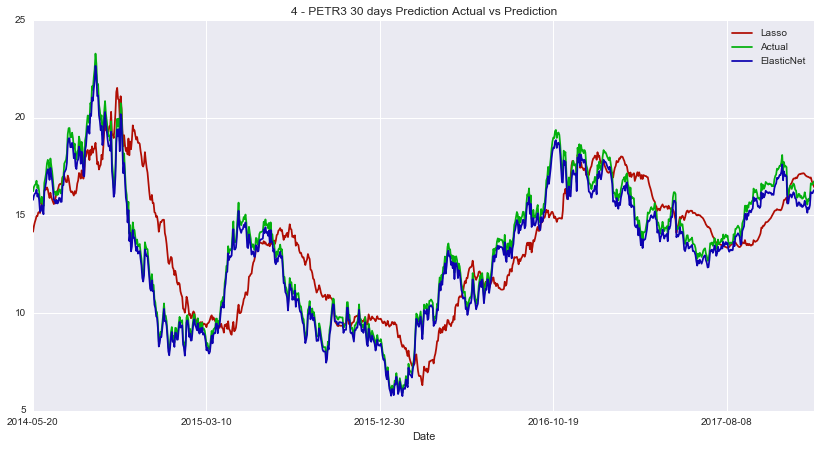 4 - PETR3 30 days Prediction Actual vs Prediction
25
20
15
10
5
Lasso
Actual
ElasticNet
2014-05-20
2015-03-10
2015-12-30
2016-10-19
2017-08-08
Date